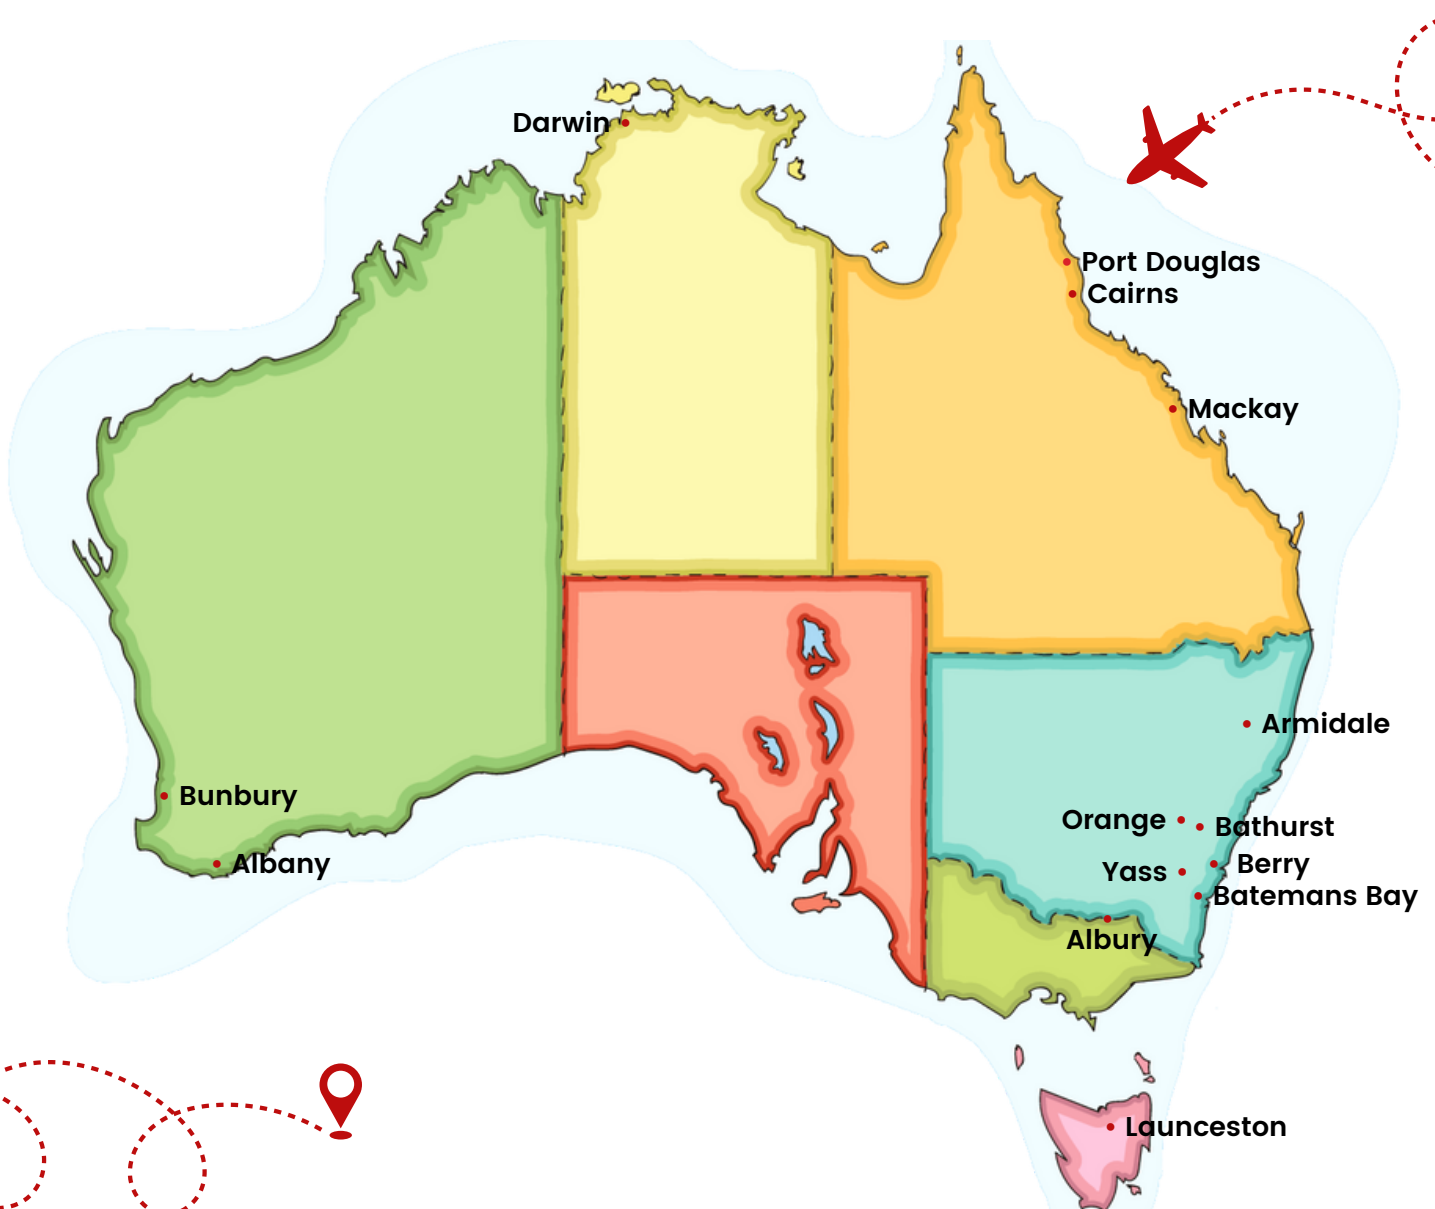 Darwin
Port Douglas
Cairns
Mackay
Armidale
Bunbury
Orange
Bathurst
Albany
Berry
Yass
Batemans Bay
Albury
Launceston